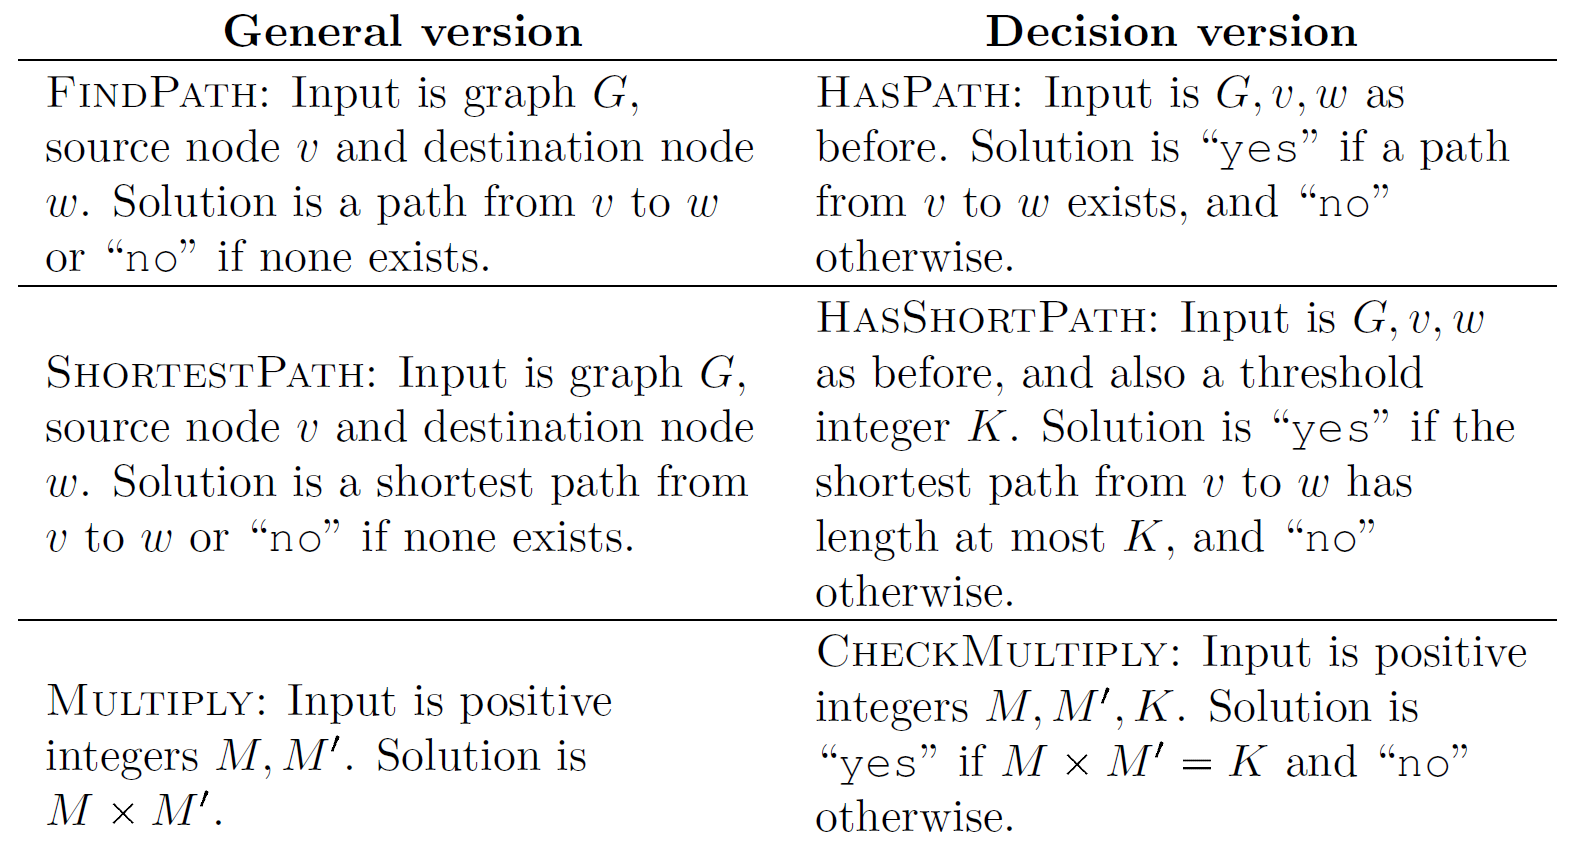 General version
Decision version
FINDPATH: Input is graph G,
source node v and destination node
w. Solution is a path from v to w
or “no” if none exists.
HASPATH: Input is G, v, w as
before. Solution is “yes” if a path
from v to w exists, and “no”
otherwise.
SHORTESTPATH: Input is graph G,
source node v and destination node
w. Solution is a shortest path from
v to w or “no” if none exists.
HASSHORTPATH: Input is G, v, w
as before, and also a threshold
integer K. Solution is “yes” if the
shortest path from v to w has
length at most K, and “no”
otherwise.
MULTIPLY: Input is positive
integers M, M′. Solution is
M × M′.
CHECKMULTIPLY: Input is positive
integers M, M′, K. Solution is
“yes” if M × M′ = K and “no”
otherwise.